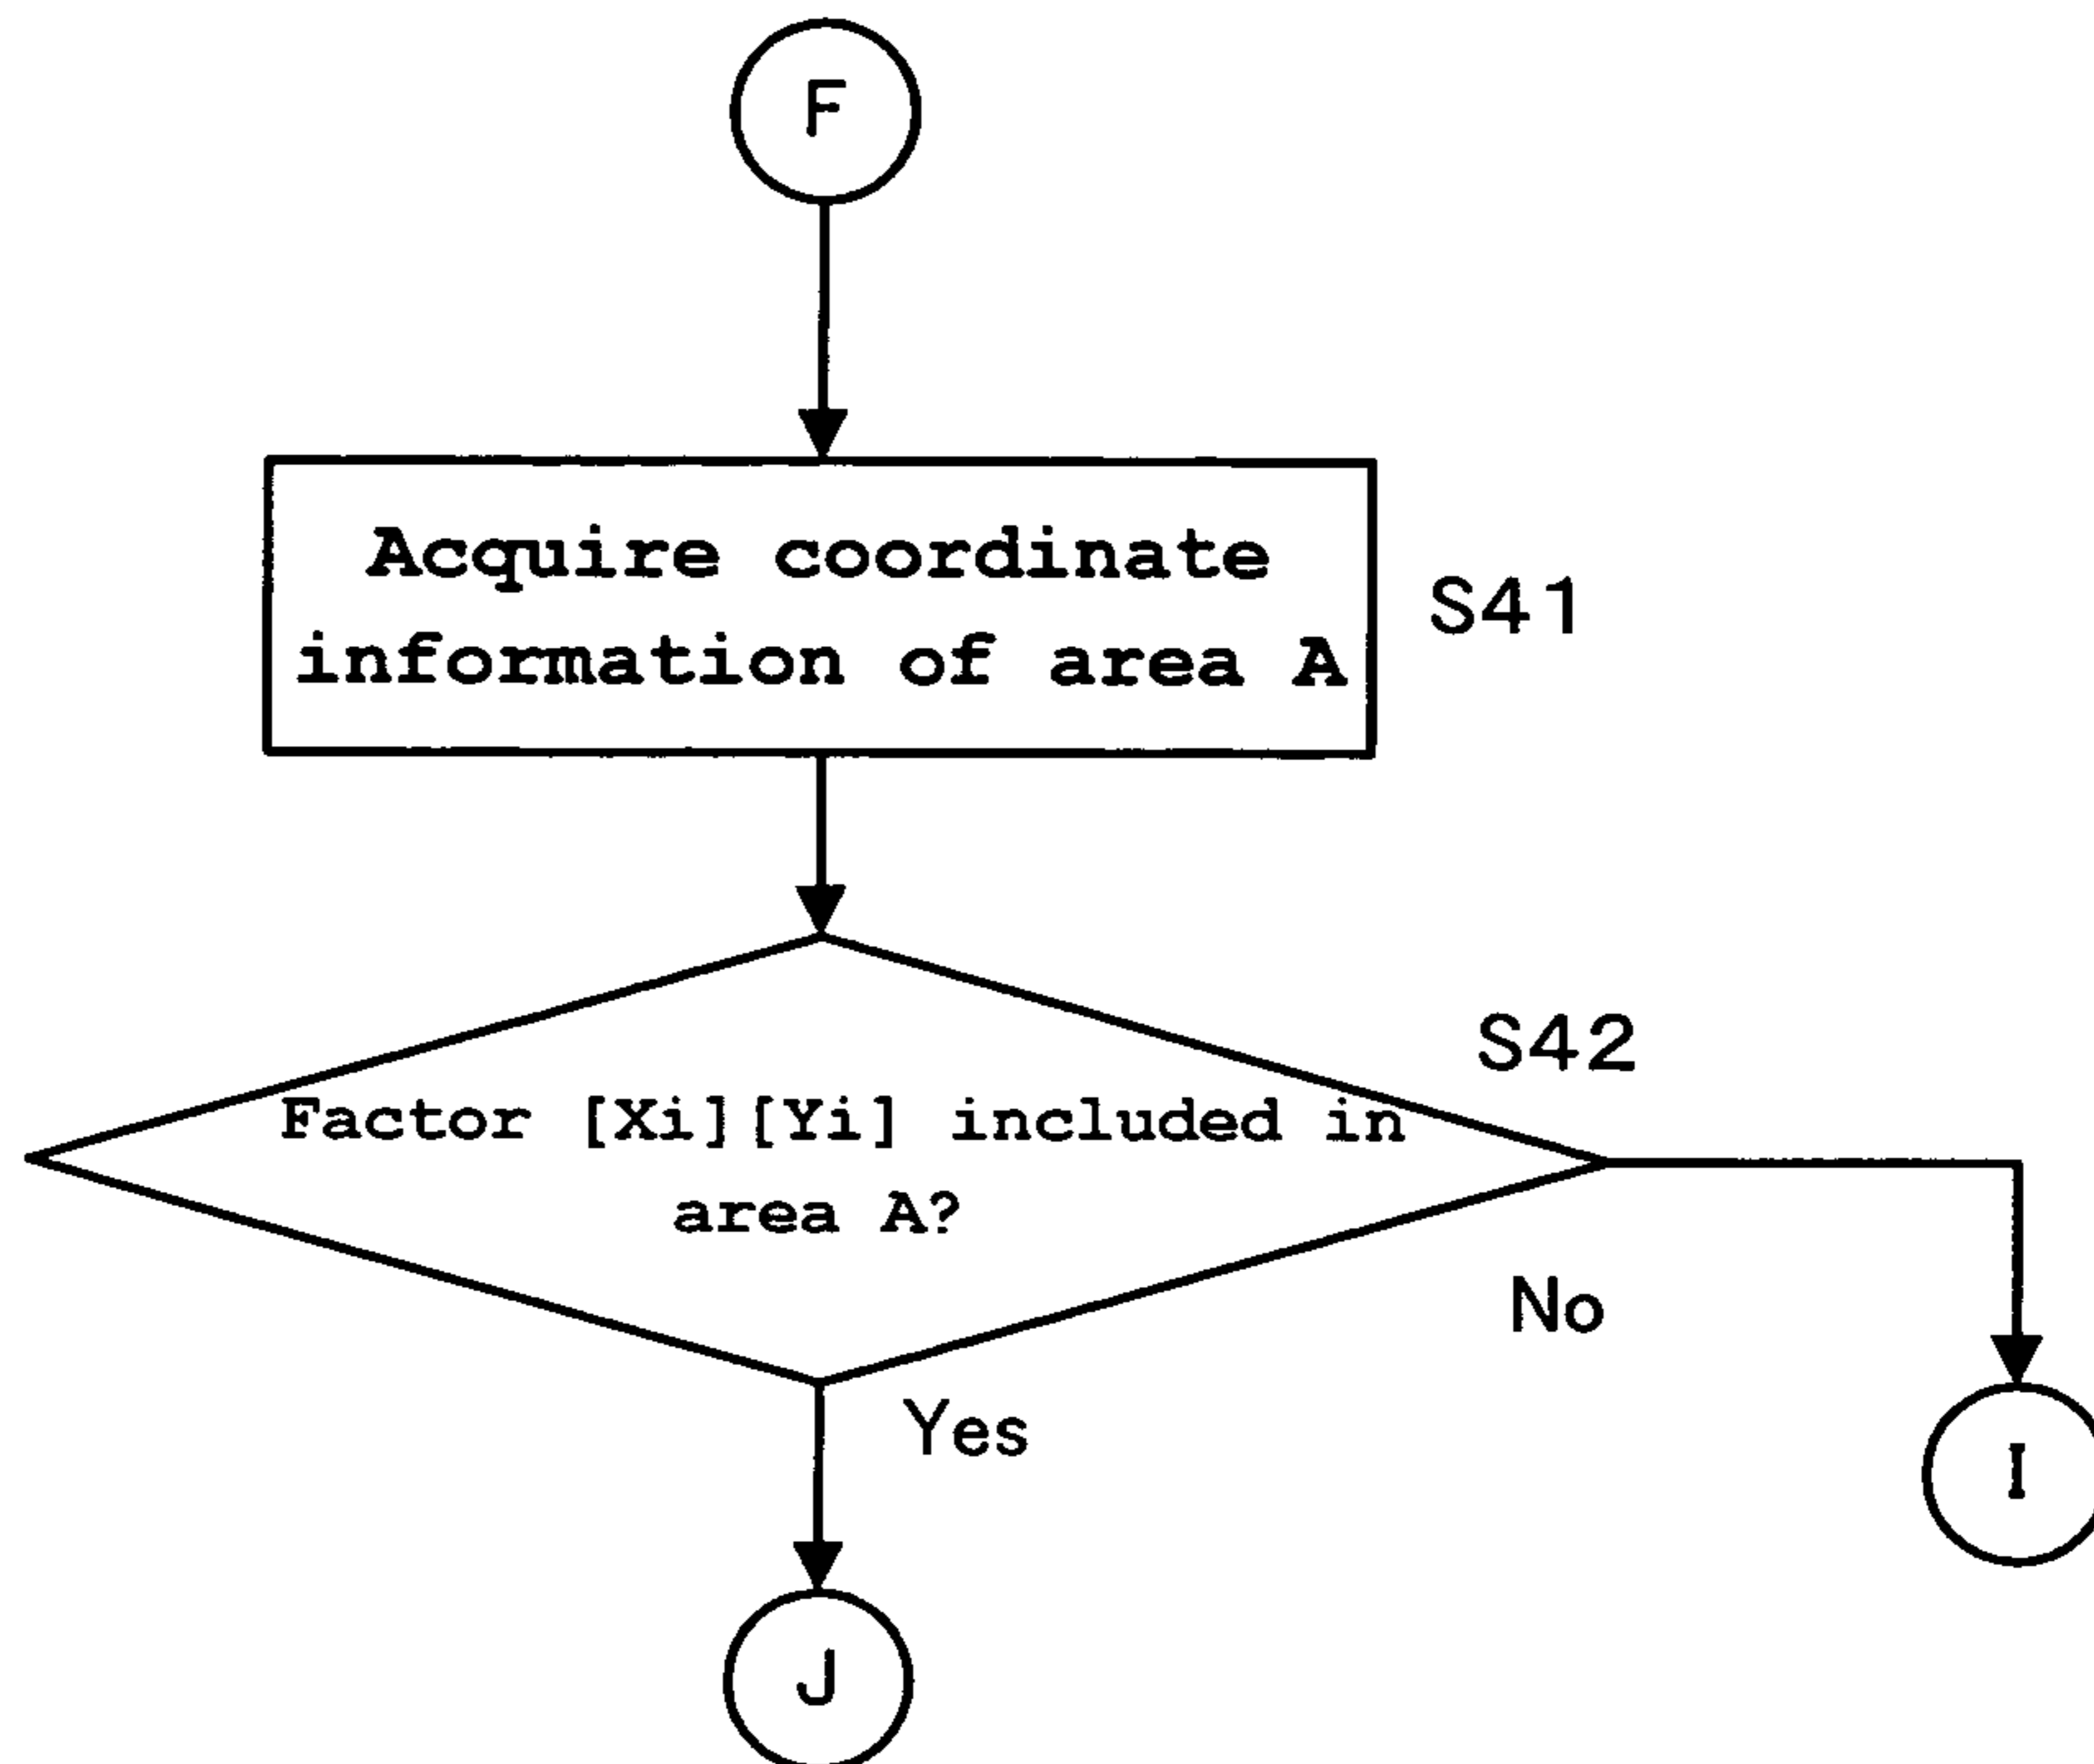 F
Acquire coordinate
information of area A
S41
S42
Factor [Xi][Yi] included in
area A?
No
Yes
I
J